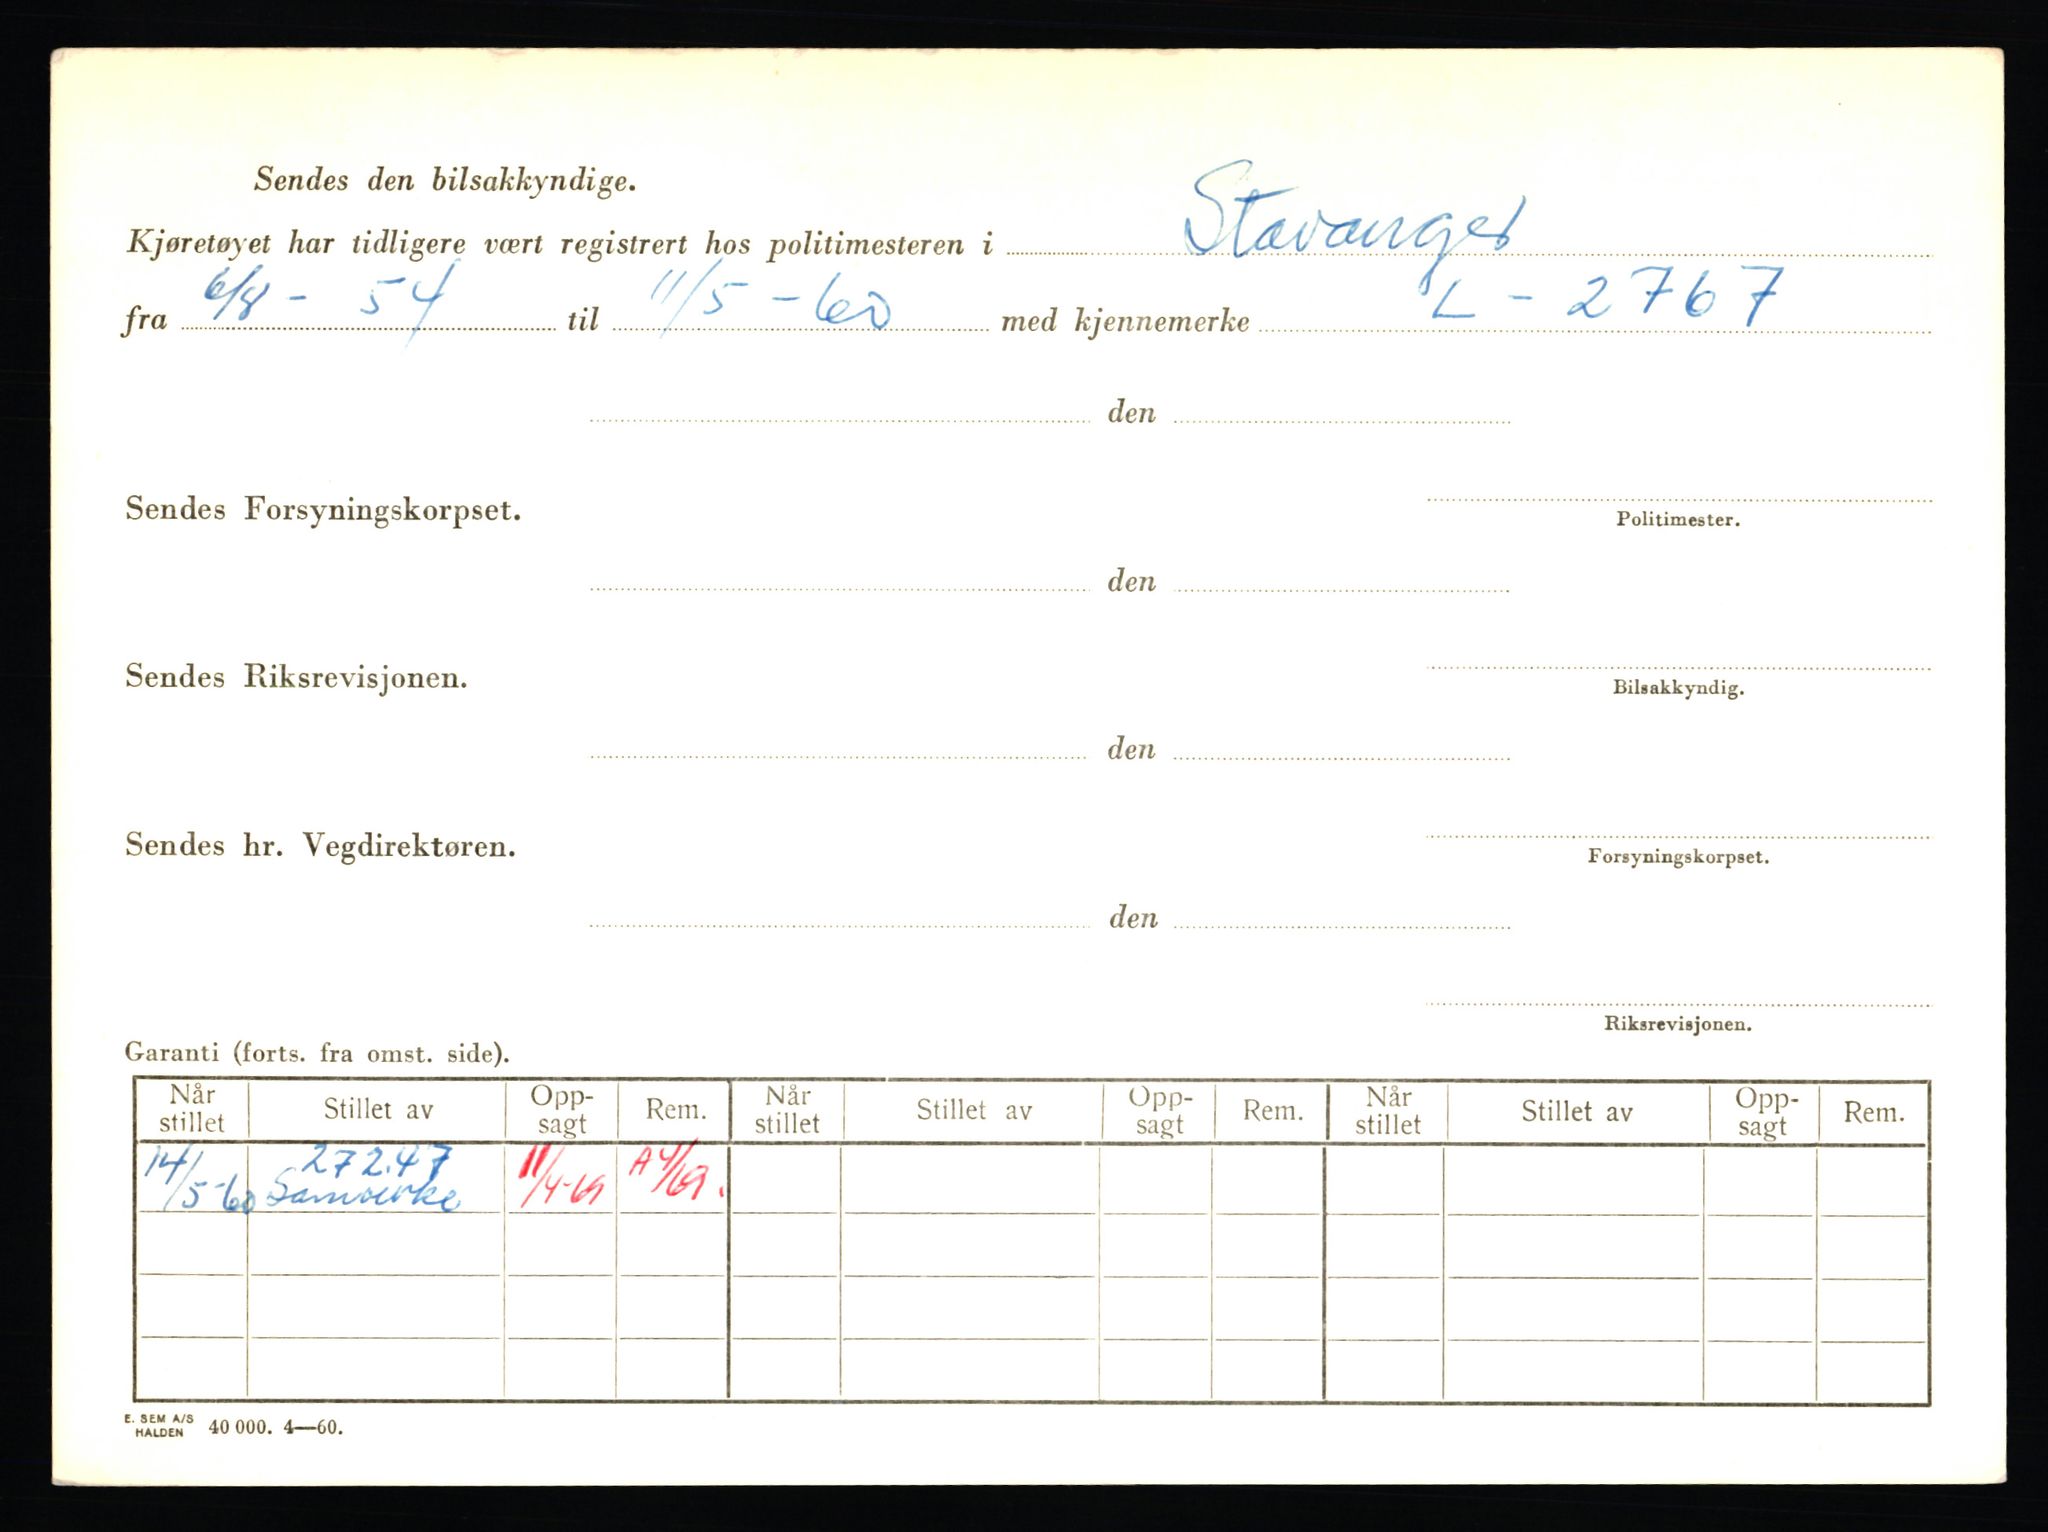 Sendes den bilsakkyndige.
Kjøretøyet har tidligere vært registrert hos politimesteren i Stavanger
fra 6/8 - 54 til 11/5 - 60 med kjennemerke L - 2767
den
Sendes Forsyningskorpset.
Politimester.
den
Sendes Riksrevisjonen.
Bilsakkyndig.
den
Sendes hr. Vegdirektøren.
Forsyningskorpset.
den
Riksrevisjonen.
Garanti (forts. fra omst. side).
Når stillet Stillet av Opp-sagt Rem. Når stillet Stillet av Opp-sagt Rem. Når stillet Stillet av Opp-sagt Rem.
14/5-60 27247 Samvirke 11/4-69 A4/69.
E. SEM A/S HALDEN 40 000. 4—60.